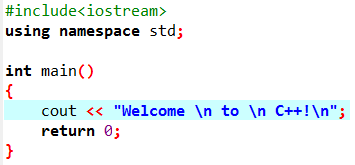 #include<iostream>
using namespace std;

int main()
{
    cout << "Welcome \n to \n C++!\n";
    return 0;
}